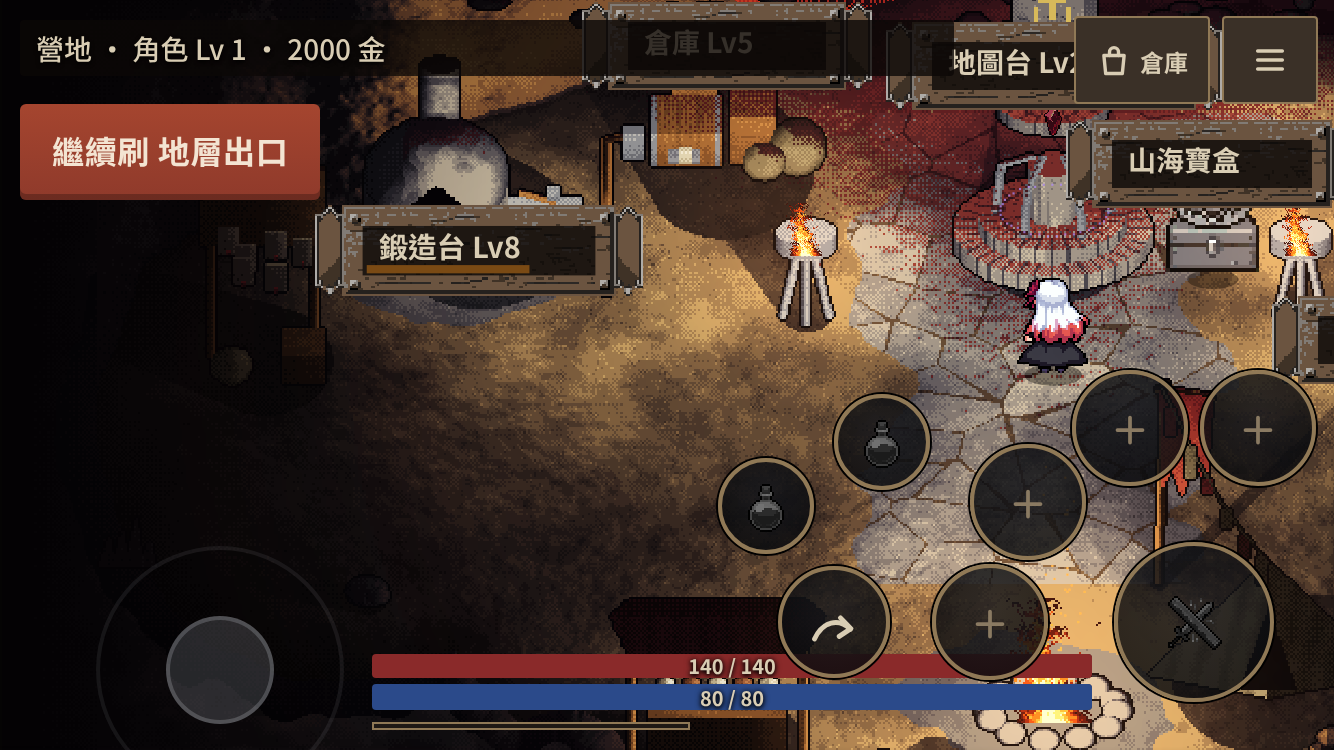 營地 • 角色 Lv 1 • 2000 金
倉庫 Lv5
地圖台 Lv2
倉庫
繼續刷 地層出口
山海寶盒
鍛造台 Lv8
140 / 140
80 / 80